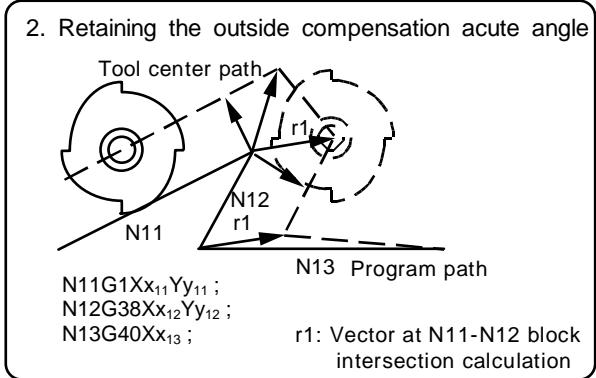 2. Retaining the outside compensation acute angle
Tool center path
r1
N12
r1
N11
N13 Program path
N11G1Xx₁₁Yy₁₁ ;
N12G38Xx₁₂Yy₁₂ ;
N13G40Xx₁₃ ;
r1: Vector at N11-N12 block
intersection calculation